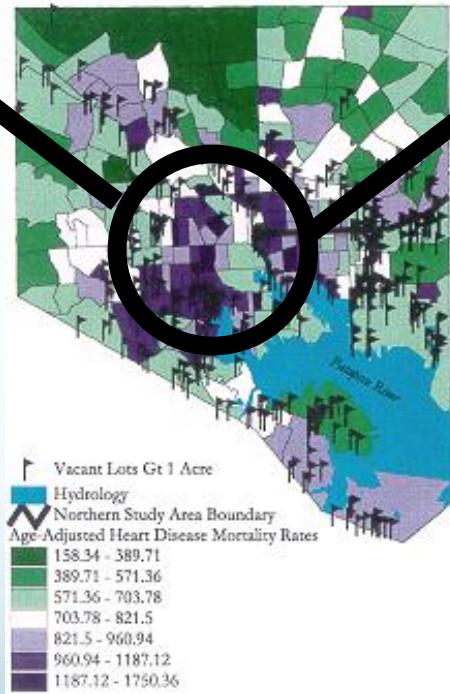 Patapsco River
Vacant Lots Gt 1 Acre
Hydrology
Northern Study Area Boundary
Age-Adjusted Heart Disease Mortality Rates
158.34 - 389.71
389.71 - 571.36
571.36 - 703.78
703.78 - 821.5
821.5 - 960.94
960.94 - 1187.12
1187.12 - 1750.36